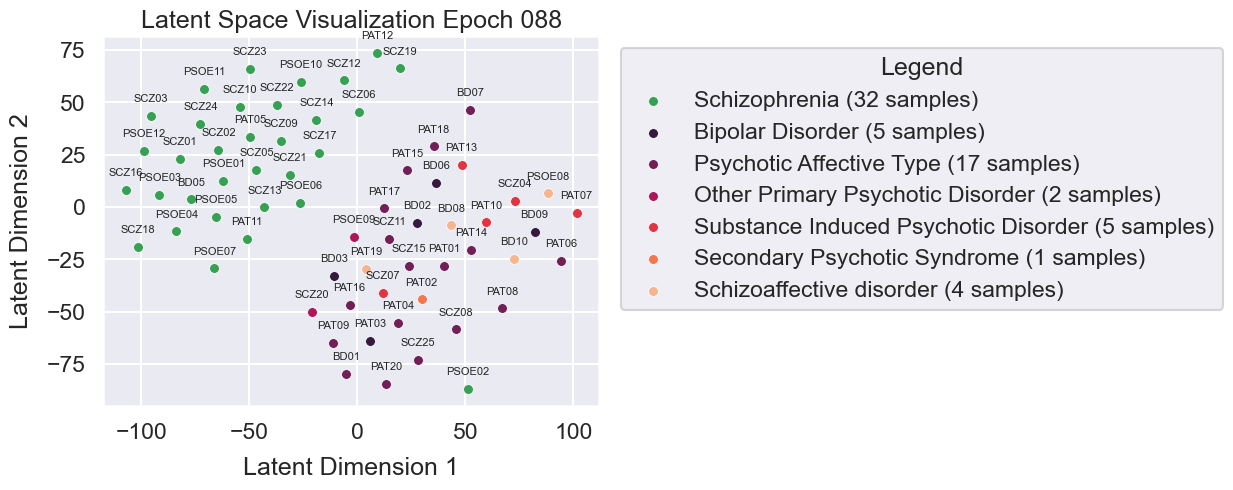 Latent Space Visualization Epoch 088
PAT12
SCZ23
SCZ19
PSOE11
PSOE10
SCZ12
SCZ03
SCZ10
SCZ22
SCZ06
BD07
SCZ24
SCZ14
PSOE12
SCZ02
PAT05
SCZ09
PAT18
SCZ01
SCZ17
PAT13
PSOE01
SCZ05
SCZ21
PAT15
BD06
SCZ16
PSOE03
BD05
PSOE08
SCZ13
PSOE06
PAT17
SCZ04
PAT07
PSOE05
PSOE04
PAT11
PSOE09
SCZ11
BD02
BD08
PAT10
BD09
SCZ18
PAT14
PSOE07
PAT19
SCZ15
PAT01
BD10
PAT06
BD03
PAT16
SCZ07
PAT02
SCZ20
PAT04
PAT08
PAT09
PAT03
SCZ08
BD01
SCZ25
PAT20
PSOE02
75
50
25
0
−25
−50
−75
Latent Dimension 2
−100
−50
0
50
100
Latent Dimension 1
Legend
Schizophrenia (32 samples)
Bipolar Disorder (5 samples)
Psychotic Affective Type (17 samples)
Other Primary Psychotic Disorder (2 samples)
Substance Induced Psychotic Disorder (5 samples)
Secondary Psychotic Syndrome (1 samples)
Schizoaffective disorder (4 samples)